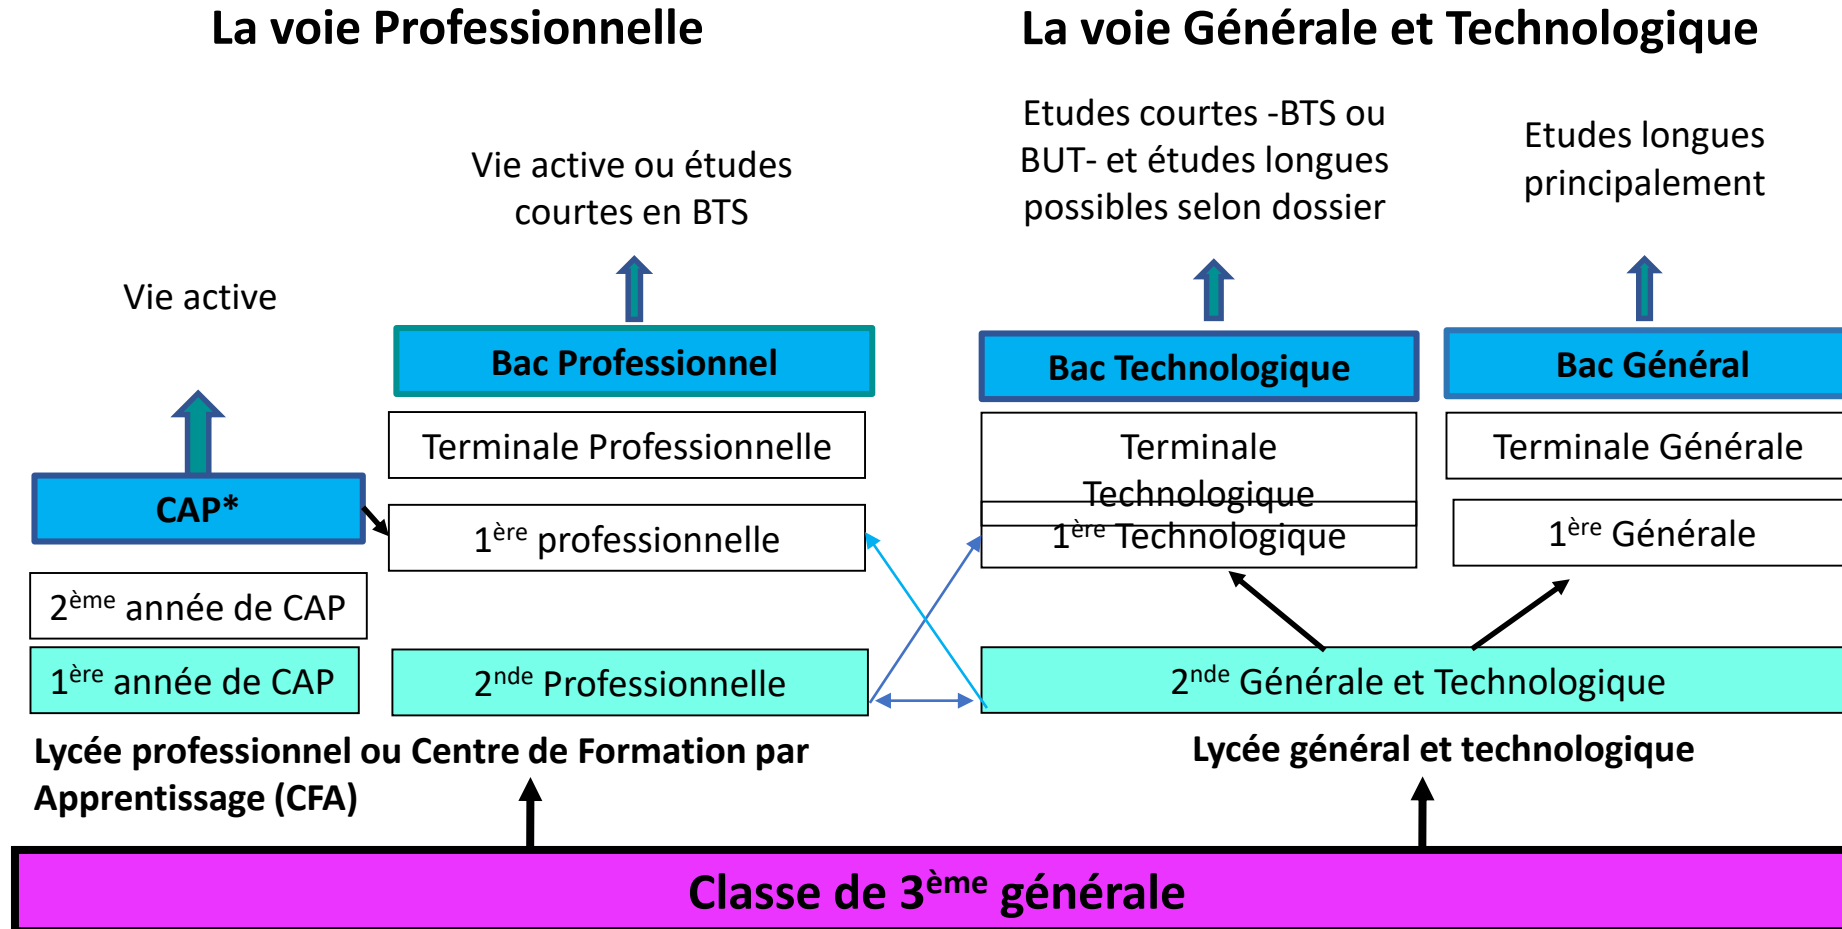 La voie Professionnelle
La voie Générale et Technologique
Vie active
Vie active ou études
courtes en BTS
Etudes courtes -BTS ou
BUT- et études longues
possibles selon dossier
Etudes longues
principalement
Bac Professionnel
Bac Technologique
Bac Général
Terminale Professionnelle
Terminale
Technologique
Terminale Générale
CAP*
1ère professionnelle
1ère Technologique
1ère Générale
2ème année de CAP
1ère année de CAP
2nde Professionnelle
2nde Générale et Technologique
Lycée professionnel ou Centre de Formation par
Apprentissage (CFA)
Lycée général et technologique
Classe de 3ème générale